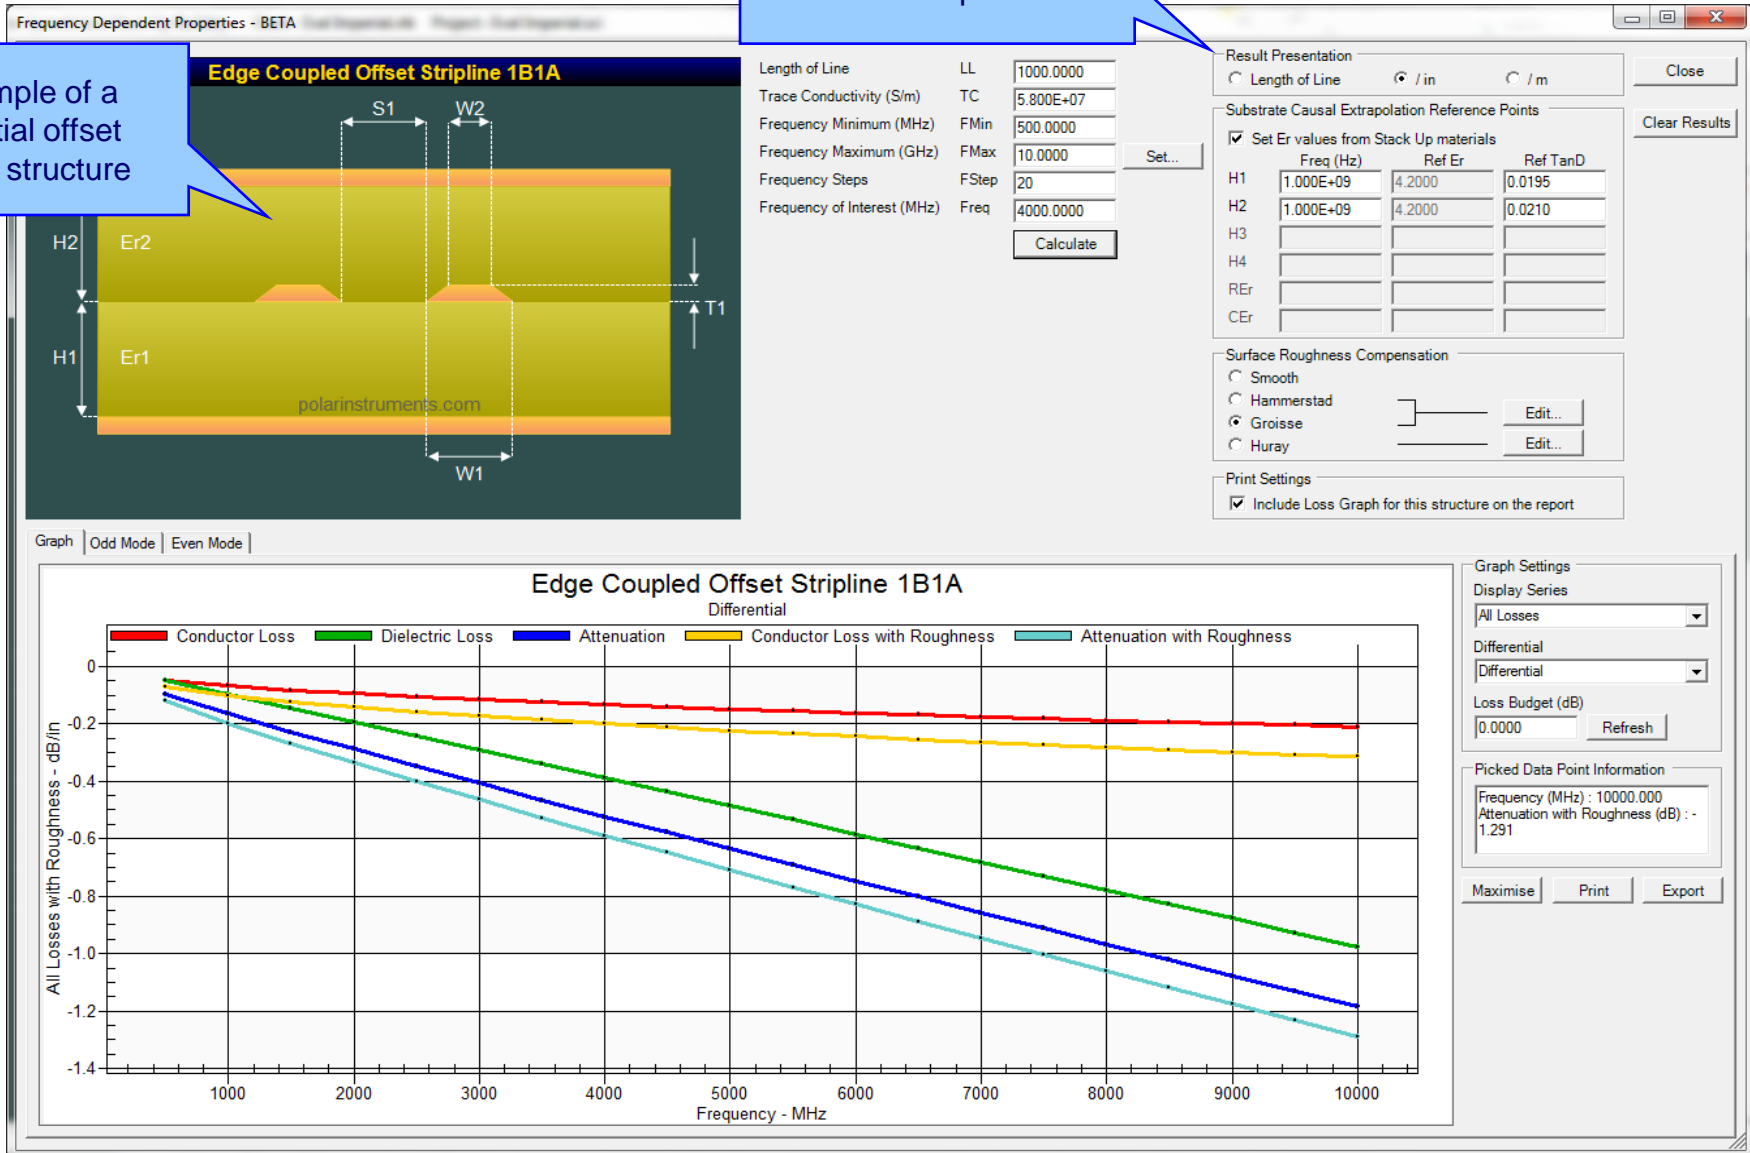 Frequency Dependent Properties - BETA
mple of a
tial offset
structure
Edge Coupled Offset Stripline 1B1A
S1
W2
H2
Er2
T1
H1
Er1
polarinstruments.com
W1
Length of Line LL 1000.0000
Trace Conductivity (S/m) TC 5.800E+07
Frequency Minimum (MHz) FMin 500.0000
Frequency Maximum (GHz) FMax 10.0000 Set...
Frequency Steps FStep 20
Frequency of Interest (MHz) Freq 4000.0000
Calculate
Result Presentation
Length of Line / in / m
Close
Clear Results
Substrate Causal Extrapolation Reference Points
Set Er values from Stack Up materials
Freq (Hz) Ref Er Ref TanD
H1 1.000E+09 4.2000 0.0195
H2 1.000E+09 4.2000 0.0210
H3
H4
REr
CEr
Surface Roughness Compensation
Smooth
Hammerstad
Groisse
Huray
Edit...
Edit...
Print Settings
Include Loss Graph for this structure on the report
Graph Odd Mode Even Mode
Edge Coupled Offset Stripline 1B1A
Differential
Conductor Loss Dielectric Loss Attenuation Conductor Loss with Roughness Attenuation with Roughness
All Losses with Roughness - dB/in
0
-0.2
-0.4
-0.6
-0.8
-1.0
-1.2
-1.4
1000 2000 3000 4000 5000 6000 7000 8000 9000 10000
Frequency - MHz
Graph Settings
Display Series
All Losses
Differential
Differential
Loss Budget (dB)
0.0000 Refresh
Picked Data Point Information
Frequency (MHz) : 10000.000
Attenuation with Roughness (dB) : -
1.291
Maximise Print Export